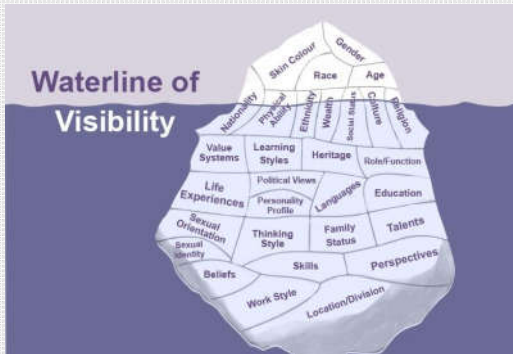 Waterline of
Visibility
Skin Colour
Gender
Race
Age
Nationality
Physical
Ability
Ethnicity
Wealth
Social Status
Culture
Religion
Value
Systems
Learning
Styles
Heritage
Role/Function
Life
Experiences
Political Views
Personality
Profile
Languages
Education
Sexual
Orientation
Thinking
Style
Family
Status
Talents
Sexual
Identity
Beliefs
Skills
Perspectives
Work Style
Location/Division